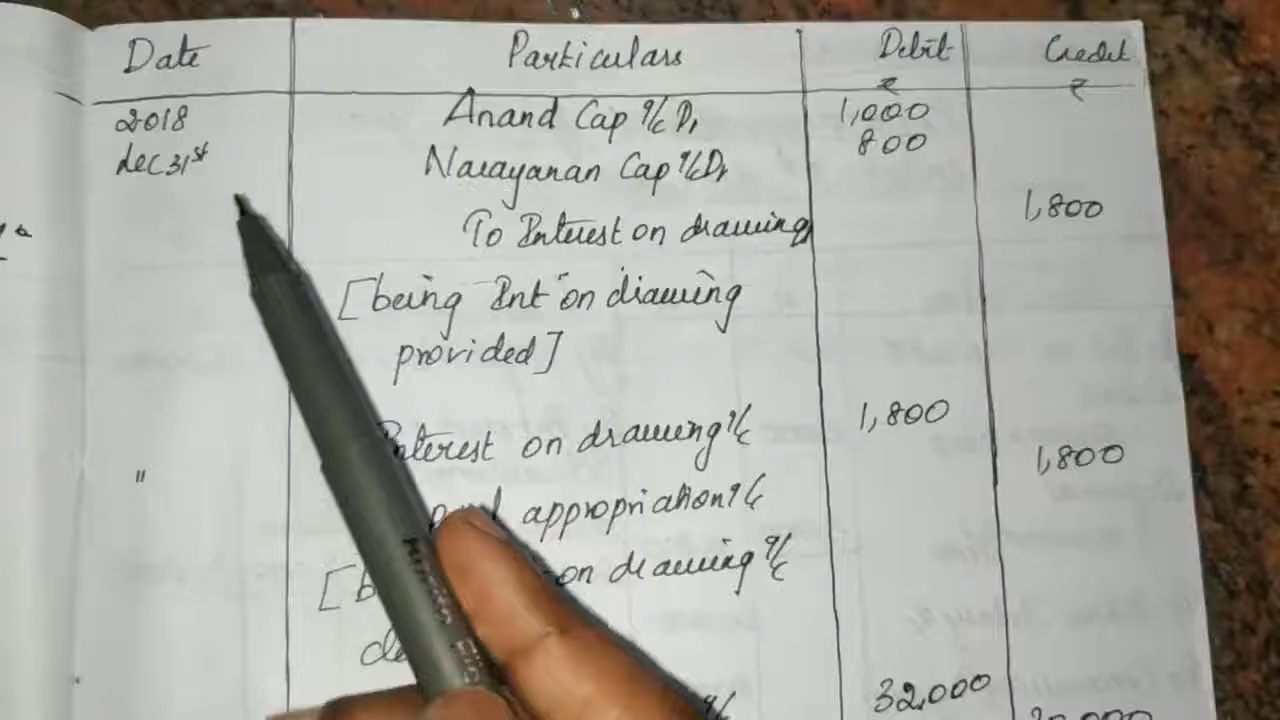 Date Particulars Debit Credit
₹ ₹
2018 Anand Cap A/c Dr 1,000
Dec 31st Narayanan Cap A/c Dr 800
To Interest on drawing 1,800
[being Int on drawing
provided]
Interest on drawing A/c 1,800
" appropriation A/c 1,800
on drawing A/c
32,000